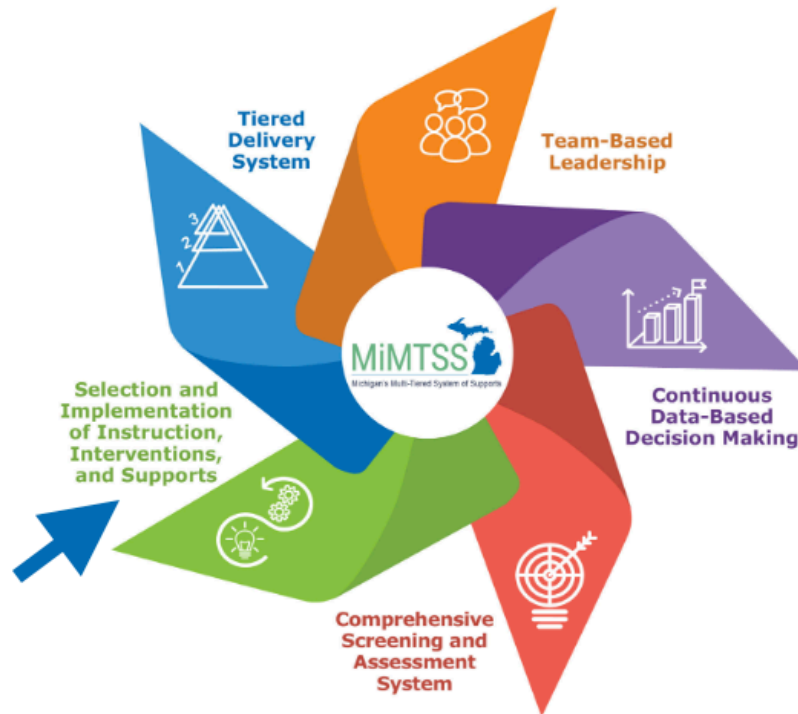 Tiered
Delivery
System
Team-Based
Leadership
3
2
1
MiMTSS
Michigan's Multi-Tiered System of Supports
Selection and
Implementation
of Instruction,
Interventions,
and Supports
Continuous
Data-Based
Decision Making
Comprehensive
Screening and
Assessment
System